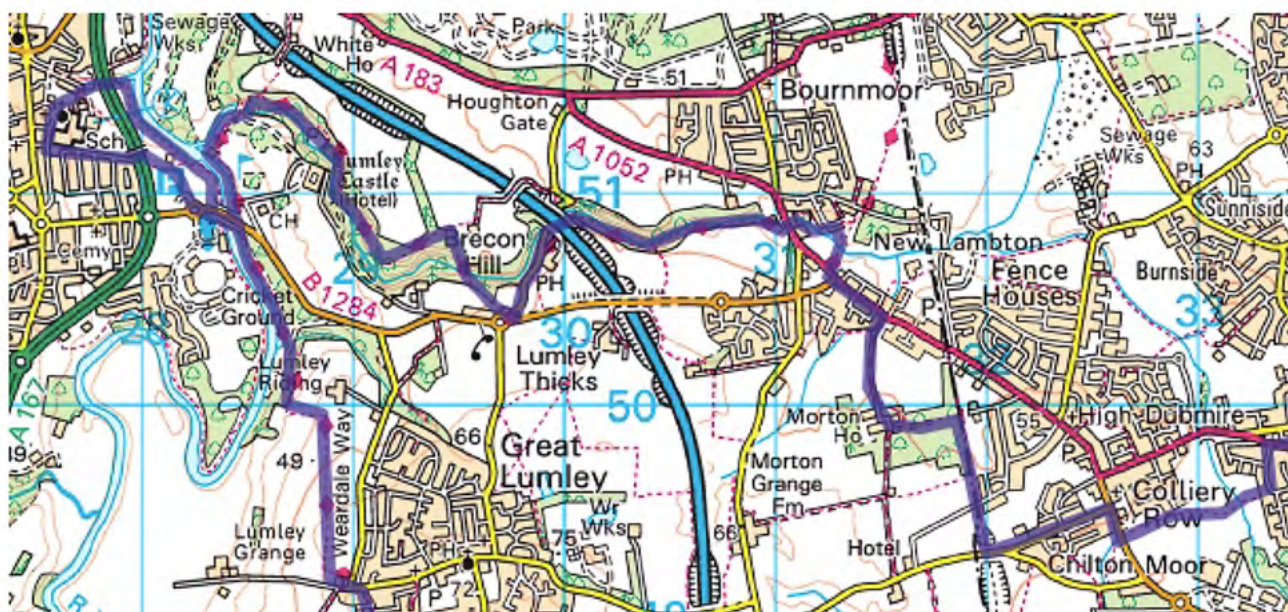 Sewage
Wks
White
Ho
Park
A 183
51
Houghton
Gate
Bournmoor
Sch
A 1052
Lumley
Castle
(Hotel)
PH
Sewage
Wks
63
PH
Sunniside
51
CH
Cemy
Brecon
Hill
New Lambton
Cricket
Ground
B 1284
PH
Fence
Houses
Burnside
P
33
28
30
Lumley
Thicks
Lumley
Riding
A 167
50
Morton
Ho
55
High Dubmire
49
Weardale Way
66
Great
Lumley
Morton
Grange
Fm
Colliery
Row
Lumley
Grange
Wr
Wks
75
66
PHs
Hotel
Chilton Moor
P
72
R